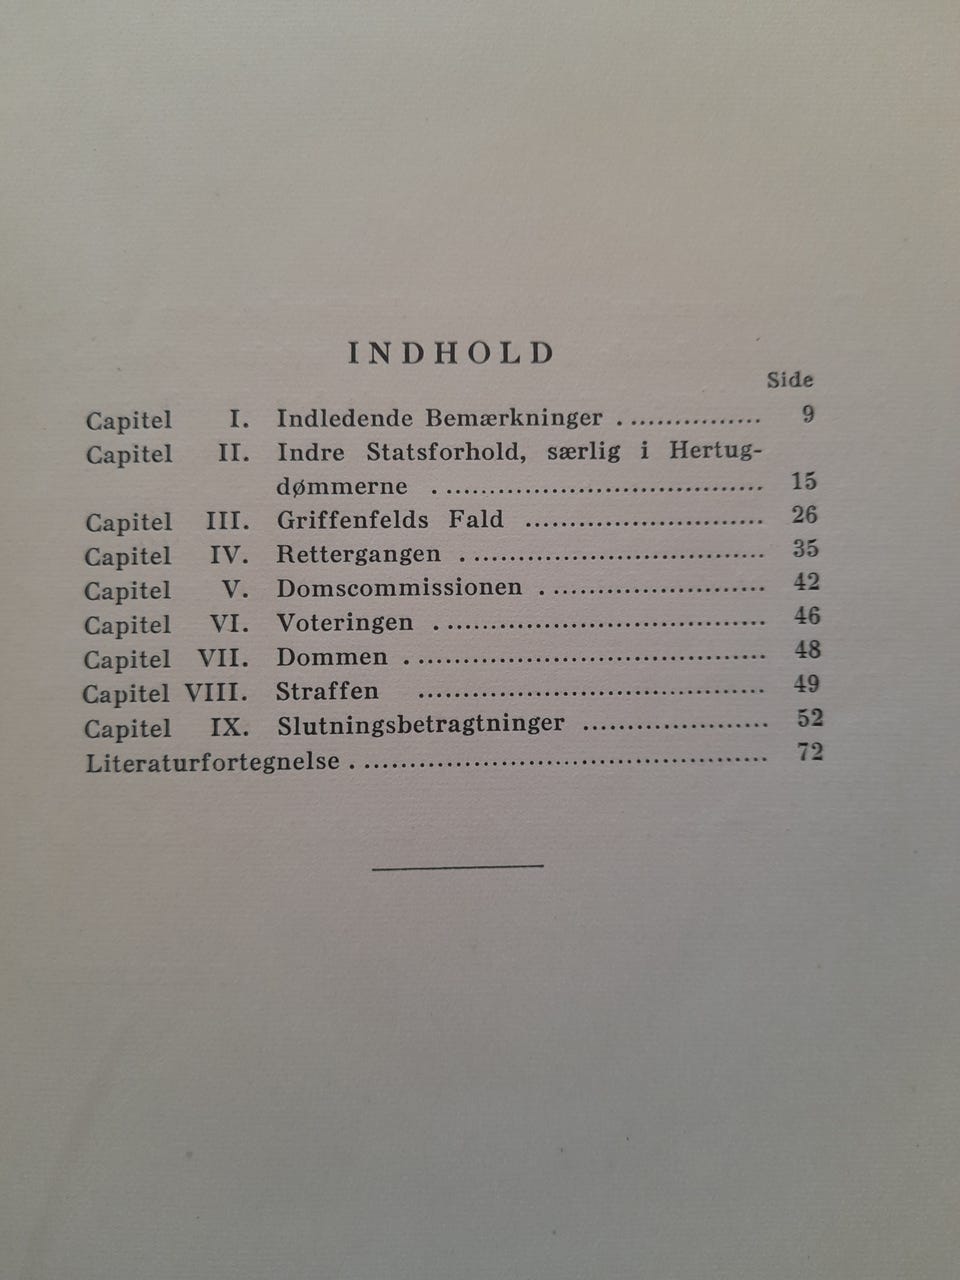 INDHOLD
Side
Capitel I. Indledende Bemærkninger ................ 9
Capitel II. Indre Statsforhold, særlig i Hertug-
dømmerne .................................... 15
Capitel III. Griffenfelds Fald .......................... 26
Capitel IV. Rettergangen ................................. 35
Capitel V. Domscommissionen ........................ 42
Capitel VI. Voteringen .................................... 46
Capitel VII. Dommen ....................................... 48
Capitel VIII. Straffen ...................................... 49
Capitel IX. Slutningsbetragtninger .................... 52
Literaturfortegnelse ............................................. 72